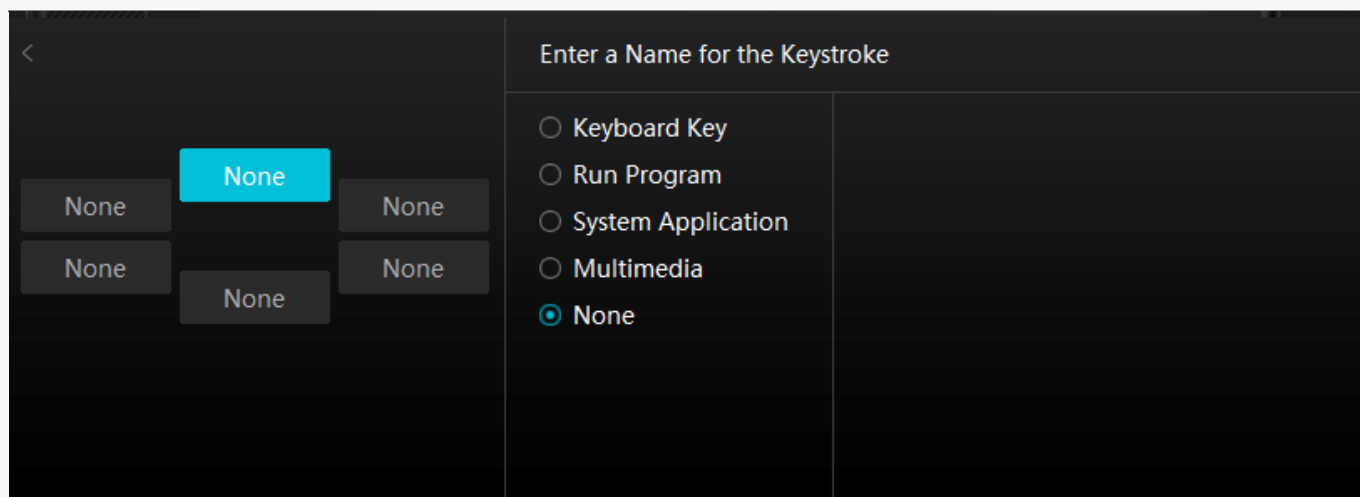 Enter a Name for the Keystroke
None
None
None
None
None
None
Keyboard Key
Run Program
System Application
Multimedia
None